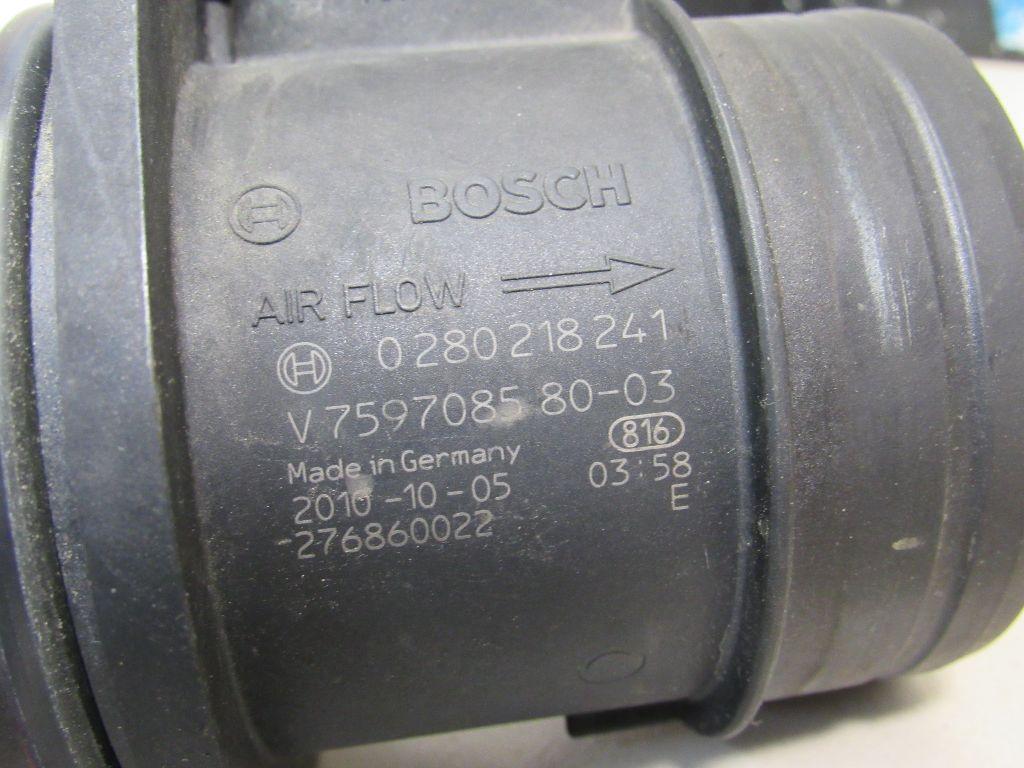 BOSCH
AIR FLOW
0 280 218 241
V 7597085 80-03
816
Made in Germany
03:58
2010-10-05
E
-276860022